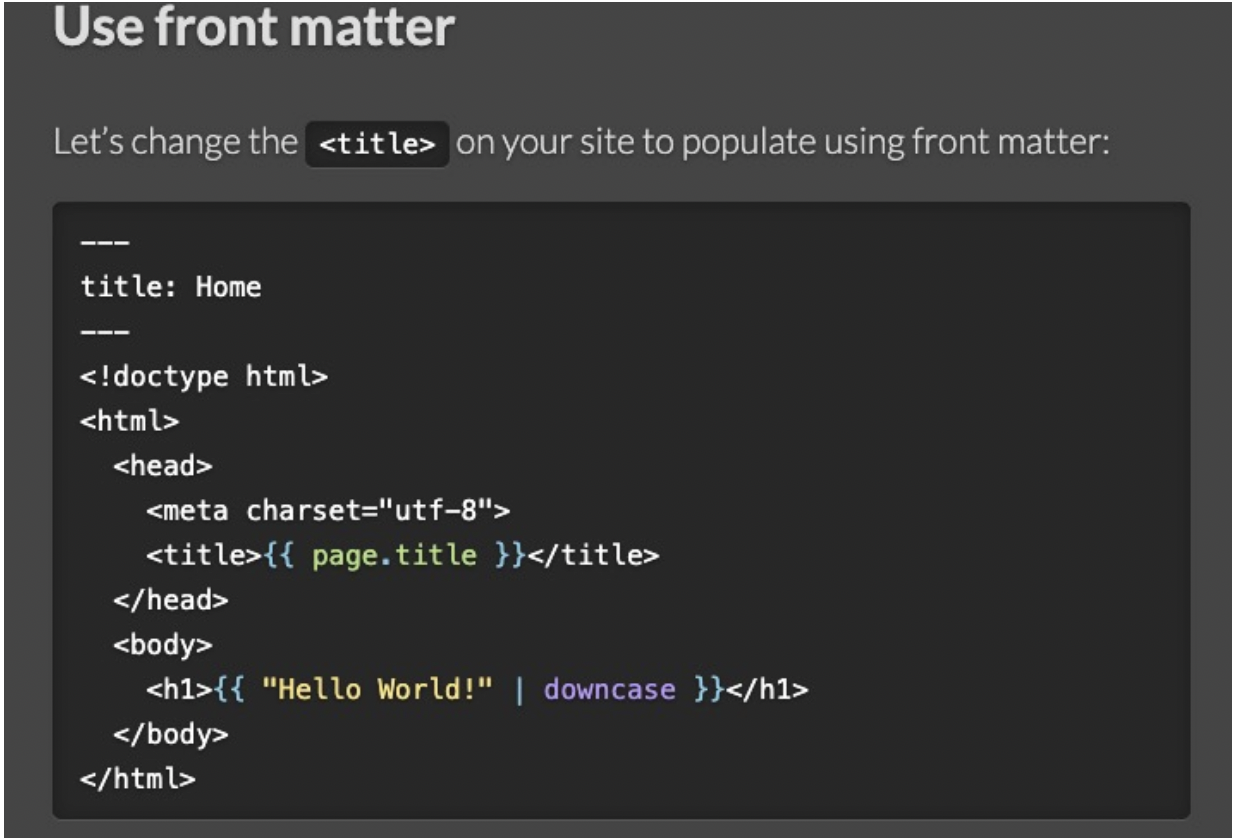 Use front matter
Let’s change the <title> on your site to populate using front matter:
---
title: Home
---
<!doctype html>
<html>
  <head>
    <meta charset="utf-8">
    <title>{{ page.title }}</title>
  </head>
  <body>
    <h1>{{ "Hello World!" | downcase }}</h1>
  </body>
</html>